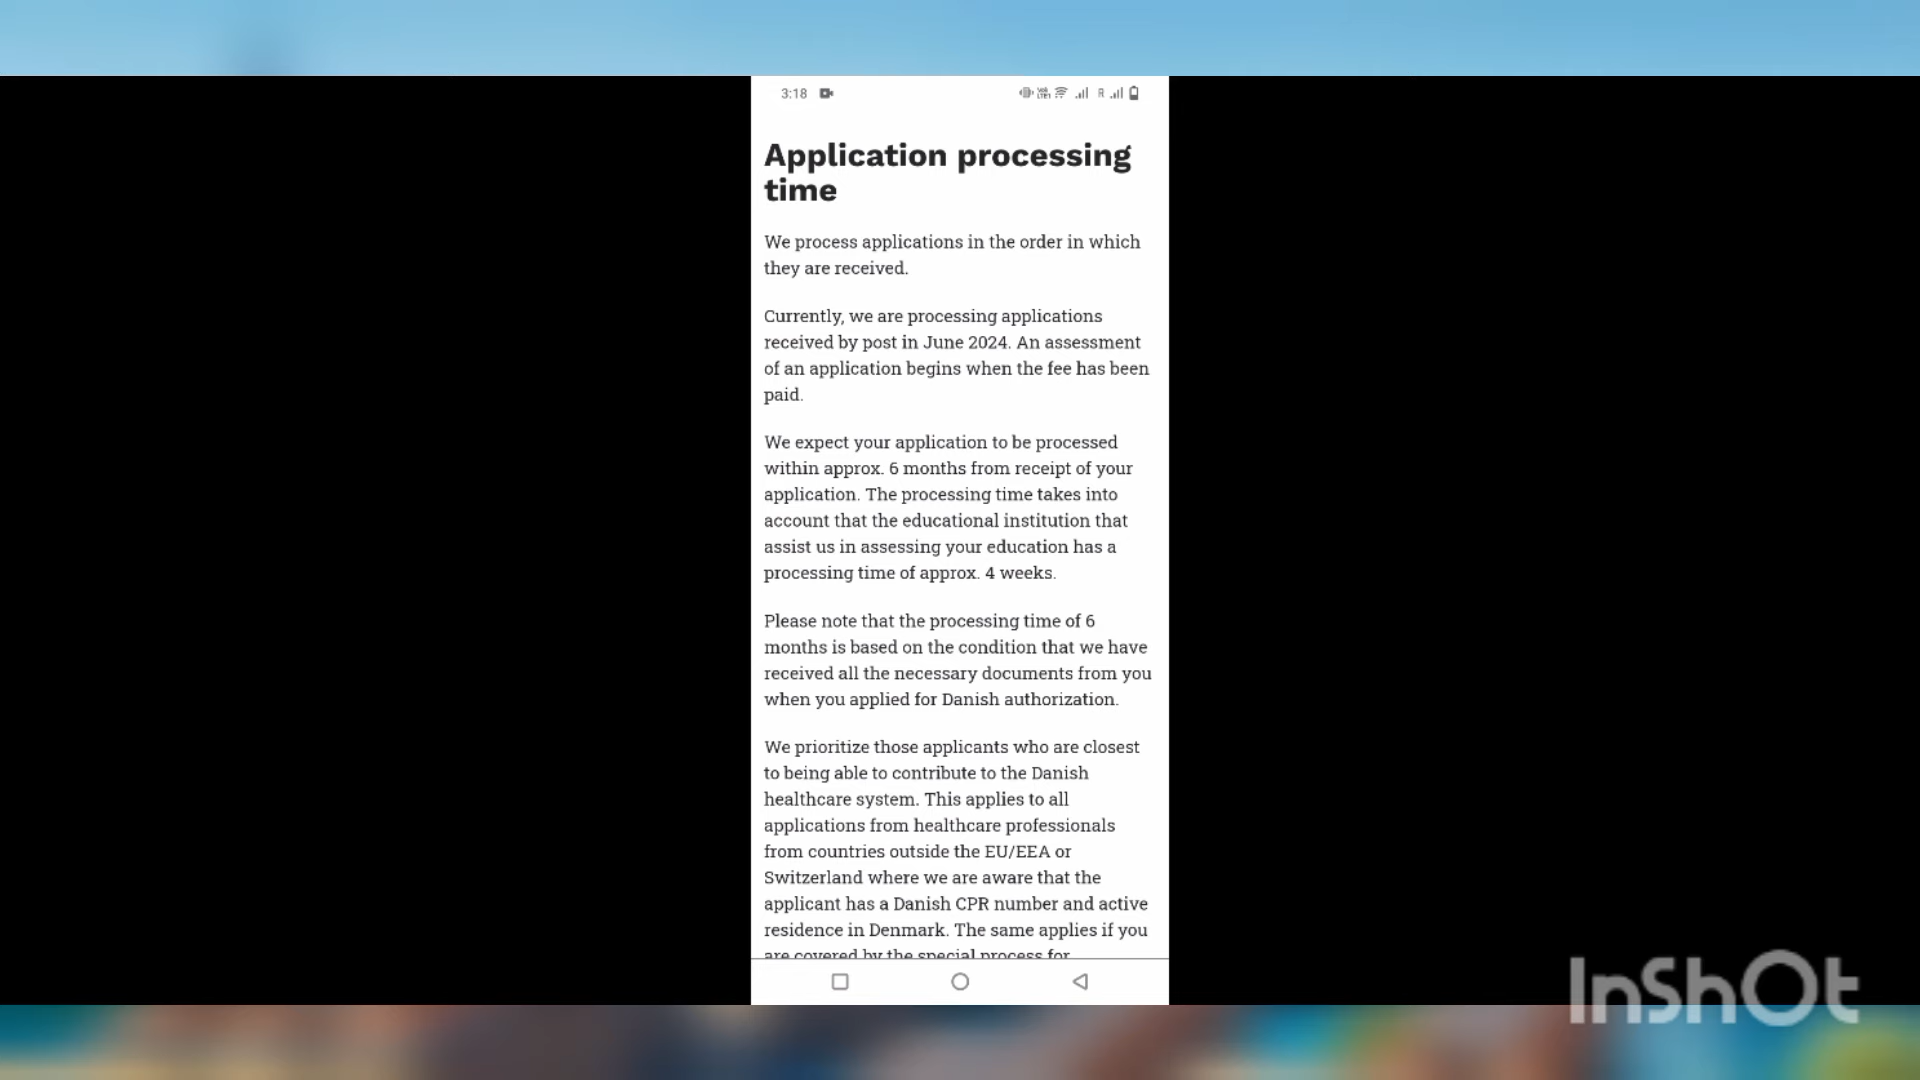 3:18
R
Application processing
time
We process applications in the order in which
they are received.
Currently, we are processing applications
received by post in June 2024. An assessment
of an application begins when the fee has been
paid.
We expect your application to be processed
within approx. 6 months from receipt of your
application. The processing time takes into
account that the educational institution that
assist us in assessing your education has a
processing time of approx. 4 weeks.
Please note that the processing time of 6
months is based on the condition that we have
received all the necessary documents from you
when you applied for Danish authorization.
We prioritize those applicants who are closest
to being able to contribute to the Danish
healthcare system. This applies to all
applications from healthcare professionals
from countries outside the EU/EEA or
Switzerland where we are aware that the
applicant has a Danish CPR number and active
residence in Denmark. The same applies if you
are covered by the special process for
InShOt